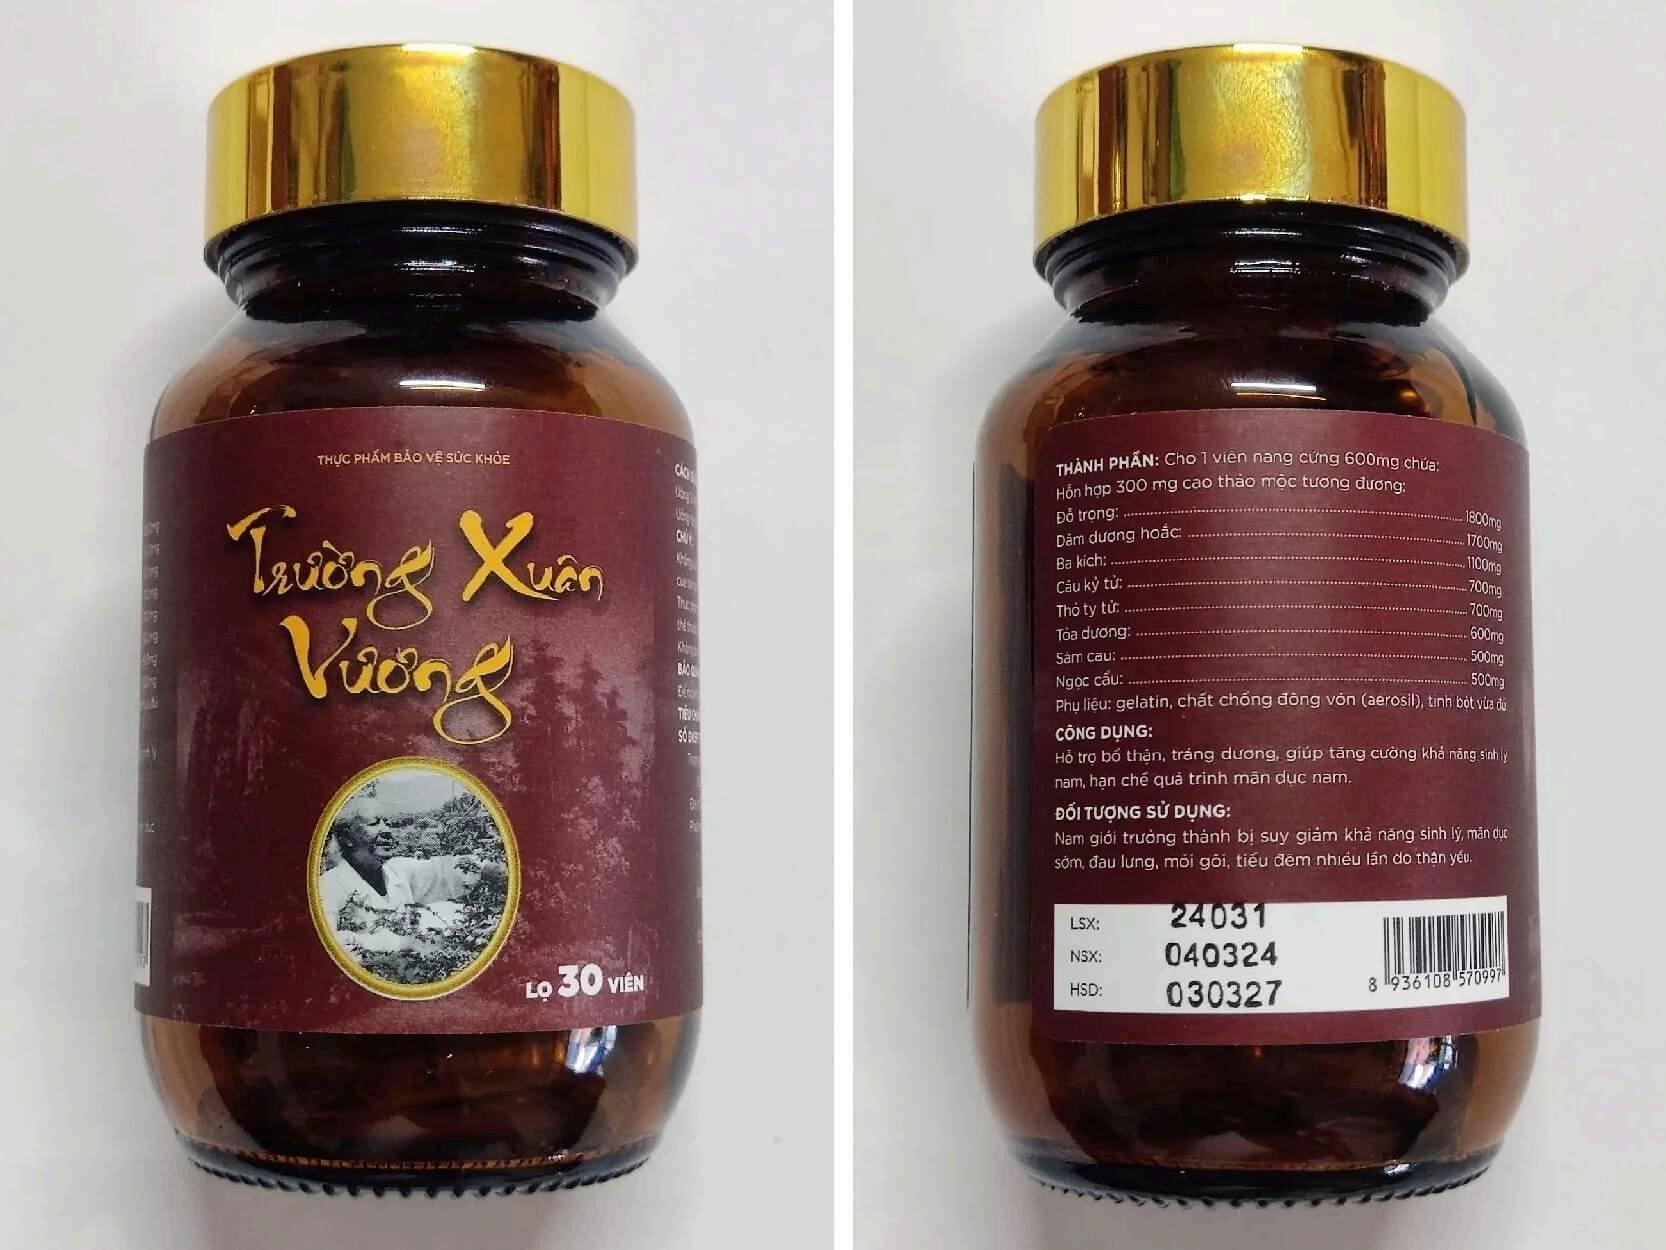 THỰC PHẨM BẢO VỆ SỨC KHỎE
Trường Xuân
Vương
LỌ 30 VIÊN
CHÚ Ý:
THÀNH PHẦN: Cho 1 viên nang cứng 600mg chứa:
Hỗn hợp 300 mg cao thảo mộc tương đương:
Đỗ trọng: 1800mg
Dâm dương hoắc: 1700mg
Ba kích: 1100mg
Câu kỷ tử: 700mg
Thỏ ty tử: 700mg
Tỏa dương: 600mg
Sâm cau: 500mg
Ngọc cẩu: 500mg
Phụ liệu: gelatin, chất chống đông vón (aerosil), tinh bột vừa đủ
CÔNG DỤNG:
Hỗ trợ bổ thận, tráng dương, giúp tăng cường khả năng sinh lý
nam, hạn chế quá trình mãn dục nam.
ĐỐI TƯỢNG SỬ DỤNG:
Nam giới trưởng thành bị suy giảm khả năng sinh lý, mãn dục
sớm, đau lưng, mỏi gối, tiểu đêm nhiều lần do thận yếu.
LSX: 24031
NSX: 040324
HSD: 030327
8 936108 570997